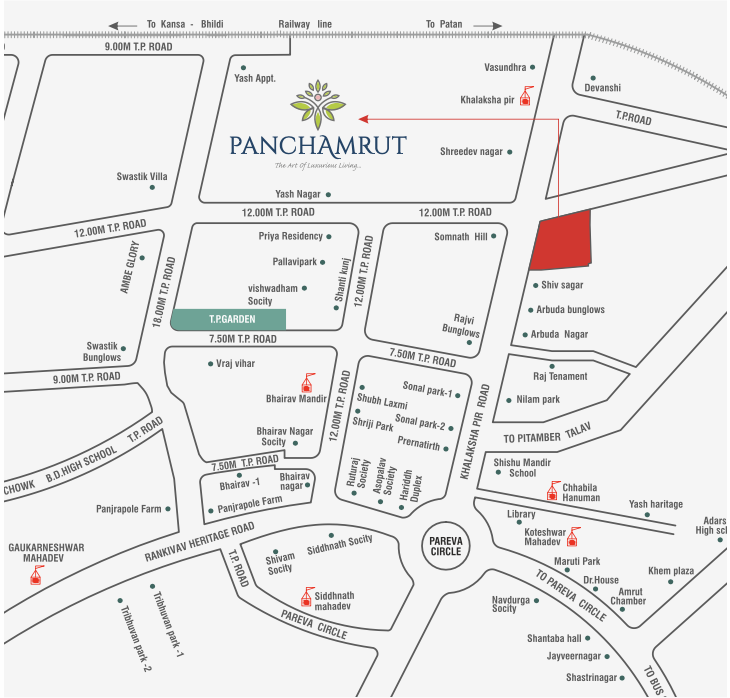 To Kansa - Bhildi
Railway line
To Patan
9.00M T.P. ROAD
Yash Appt.
Vasundhra
Khalaksha pir
Devanshi
T.P.ROAD
PANCHAMRUT
The Art Of Luxurious Living...
Shreedev nagar
Swastik Villa
Yash Nagar
12.00M T.P. ROAD
12.00M T.P. ROAD
12.00M T.P. ROAD
Priya Residency
Somnath Hill
AMBE GLORY
Pallavipark
vishwadham
Socity
Shanti kunj
12.00M T.P. ROAD
18.00M T.P. ROAD
T.P.GARDEN
Shiv sagar
Arbuda bunglows
Rajvi
Bunglows
Arbuda Nagar
7.50M T.P. ROAD
Swastik
Bunglows
9.00M T.P. ROAD
Vraj vihar
7.50M T.P. ROAD
Bhairav Mandir
12.00M T.P. ROAD
Shubh Laxmi
Shriji Park
Sonal park-1
Sonal park-2
Prernatirth
Raj Tenament
Nilam park
KHALAKSHA PIR ROAD
TO PITAMBER TALAV
Bhairav Nagar
Socity
CHOWK B.D.HIGH SCHOOL T.P. ROAD
7.50M T.P. ROAD
Bhairav -1
Bhairav
nagar
Ruturaj
Society
Asopalav
Society
Hariddh
Duplex
Shishu Mandir
School
Chhabila
Hanuman
Panjrapole Farm
Panjrapole Farm
Library
Yash heritage
Koteshwar
Mahadev
Adars
High scl
GAUKARNESHWAR
MAHADEV
RANKIVAV HERITAGE ROAD
T.P. ROAD
Shivam
Socity
Siddhnath Socity
PAREVA
CIRCLE
Maruti Park
Dr.House
Khem plaza
Amrut
Chamber
TO PAREVA CIRCLE
Siddhnath
mahadev
PAREVA CIRCLE
Navdurga
Socity
Tribhuvan park -1
Tribhuvan park -2
Shantaba hall
Jayveernagar
Shastrinagar
TO BUS